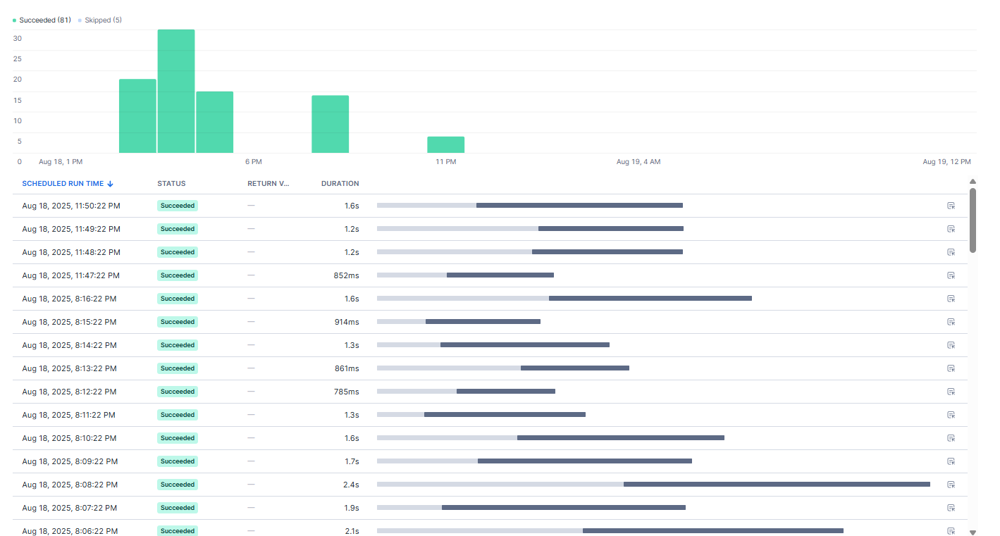 Succeeded (81) Skipped (5)
30
25
20
15
10
5
0
Aug 18, 1 PM 6 PM 11 PM Aug 19, 4 AM Aug 19, 12 PM
SCHEDULED RUN TIME STATUS RETURN V... DURATION
Aug 18, 2025, 11:50:22 PM Succeeded — 1.6s
Aug 18, 2025, 11:49:22 PM Succeeded — 1.2s
Aug 18, 2025, 11:48:22 PM Succeeded — 1.2s
Aug 18, 2025, 11:47:22 PM Succeeded — 852ms
Aug 18, 2025, 8:16:22 PM Succeeded — 1.6s
Aug 18, 2025, 8:15:22 PM Succeeded — 914ms
Aug 18, 2025, 8:14:22 PM Succeeded — 1.3s
Aug 18, 2025, 8:13:22 PM Succeeded — 861ms
Aug 18, 2025, 8:12:22 PM Succeeded — 785ms
Aug 18, 2025, 8:11:22 PM Succeeded — 1.3s
Aug 18, 2025, 8:10:22 PM Succeeded — 1.6s
Aug 18, 2025, 8:09:22 PM Succeeded — 1.7s
Aug 18, 2025, 8:08:22 PM Succeeded — 2.4s
Aug 18, 2025, 8:07:22 PM Succeeded — 1.9s
Aug 18, 2025, 8:06:22 PM Succeeded — 2.1s